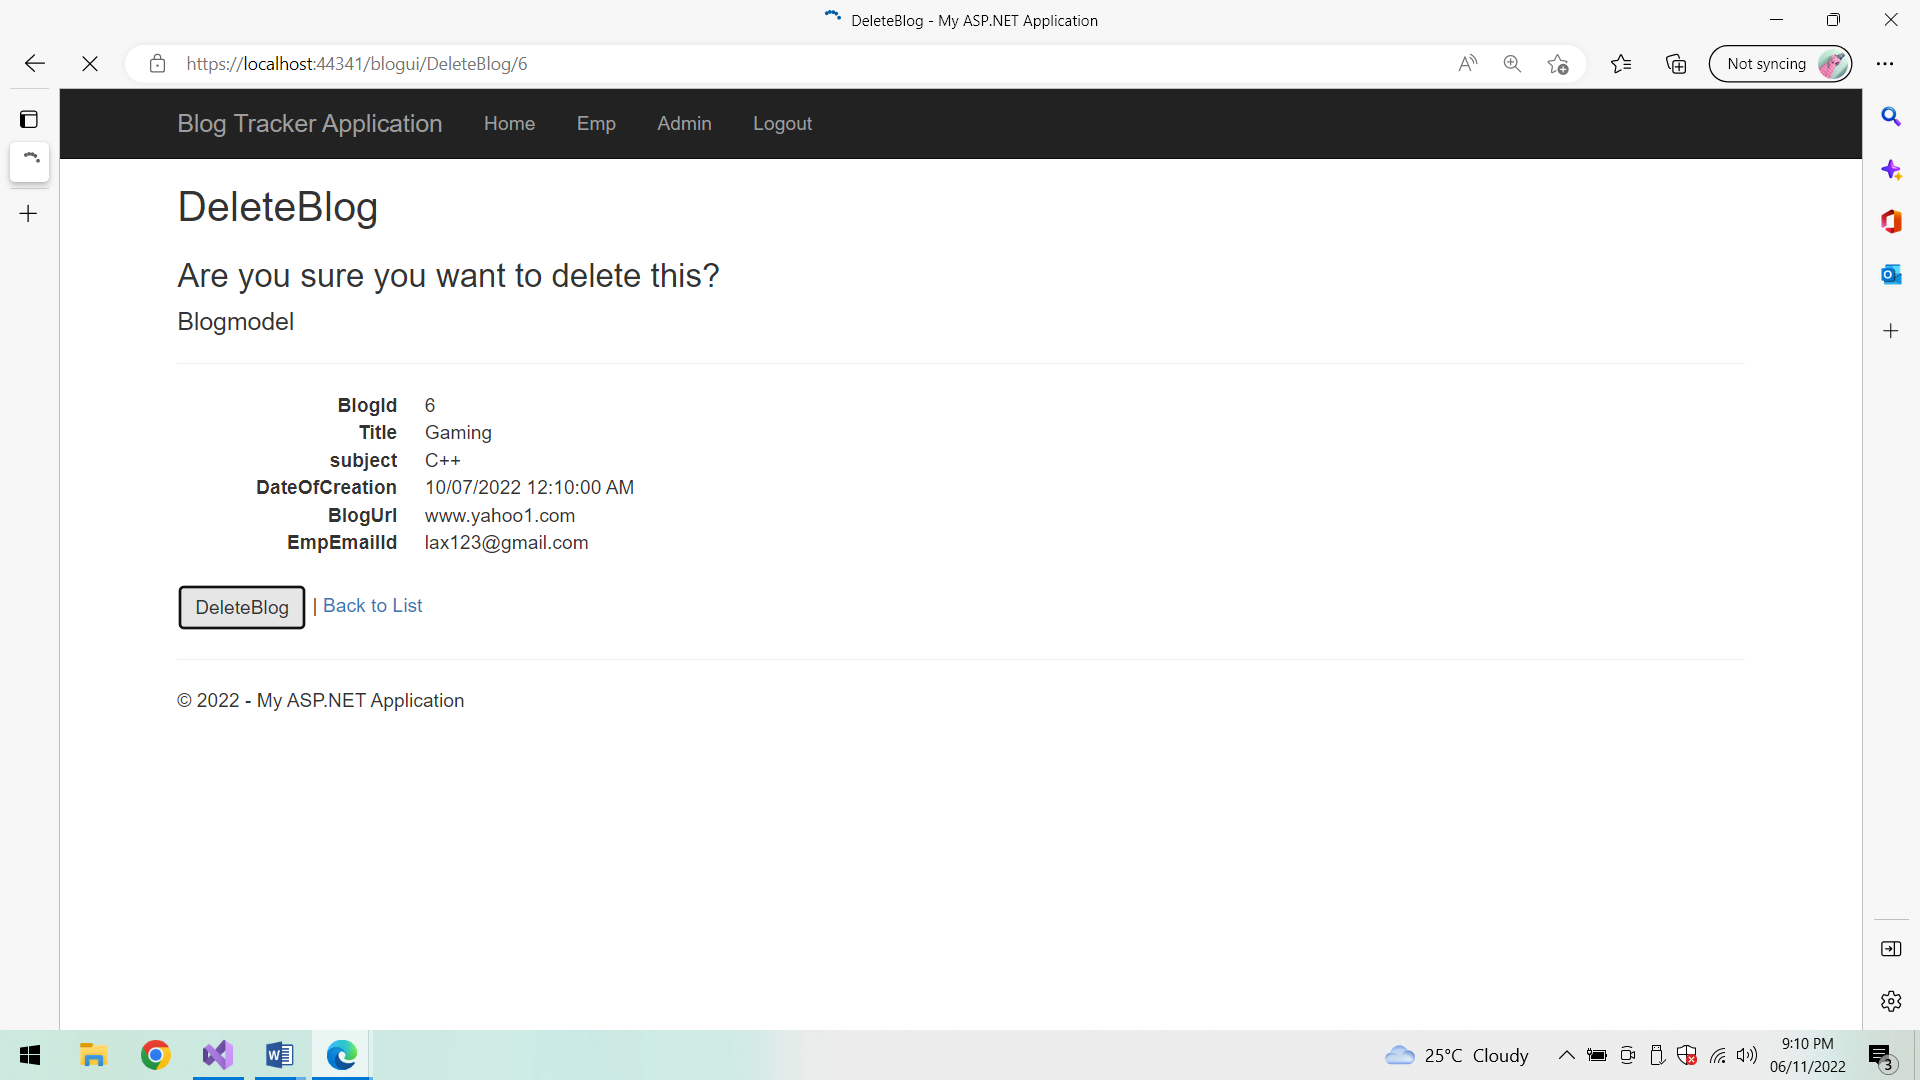 DeleteBlog - My ASP.NET Application
https://localhost:44341/blogui/DeleteBlog/6
Not syncing
Blog Tracker Application Home Emp Admin Logout
DeleteBlog
Are you sure you want to delete this?
Blogmodel
BlogId 6
Title Gaming
subject C++
DateOfCreation 10/07/2022 12:10:00 AM
BlogUrl www.yahoo1.com
EmpEmailId lax123@gmail.com
DeleteBlog | Back to List
© 2022 - My ASP.NET Application
25°C Cloudy
9:10 PM
06/11/2022
3